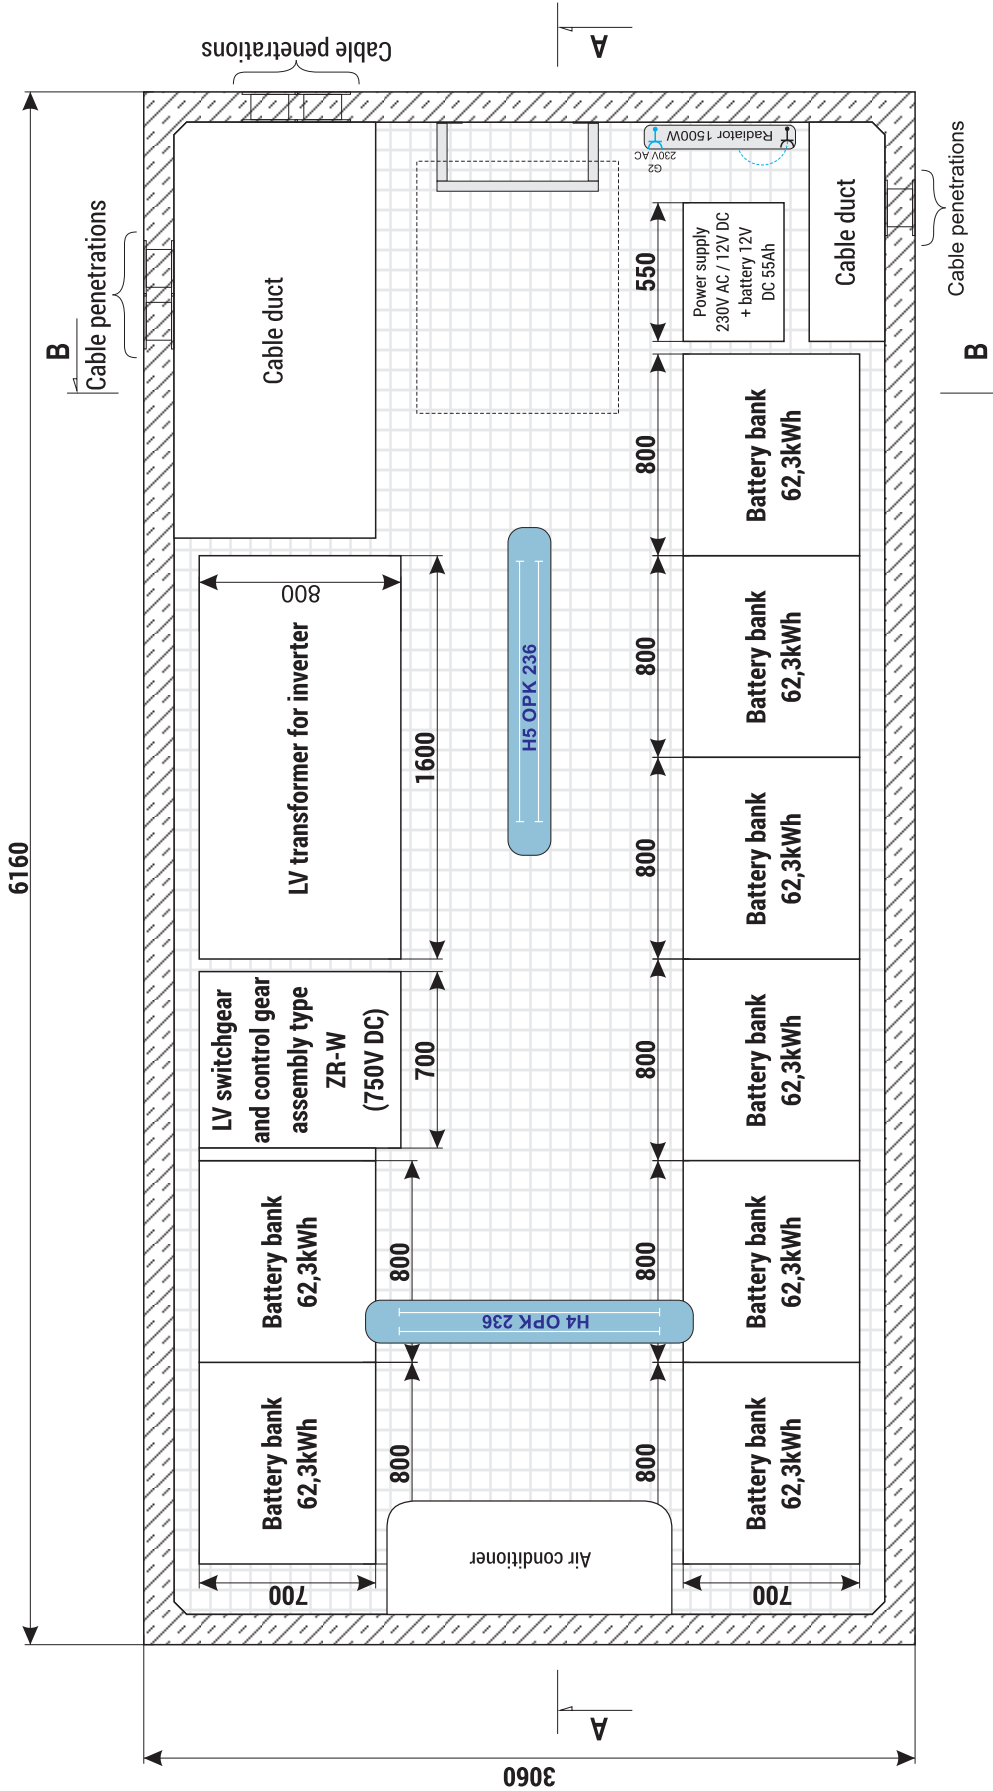 A
Cable penetrations
Cable penetrations
B
Cable duct
G2
230V AC
Radiator 1500W
Power supply
230V AC / 12V DC
+ battery 12V
DC 55Ah
550
Cable duct
Cable penetrations
B
800
Battery bank
62,3kWh
800
LV transformer for inverter
1600
H5 OPK 236
800
Battery bank
62,3kWh
800
Battery bank
62,3kWh
6160
LV switchgear
and control gear
assembly type
ZR-W
(750V DC)
700
800
Battery bank
62,3kWh
Battery bank
62,3kWh
800
H4 OPK 236
800
Battery bank
62,3kWh
Battery bank
62,3kWh
800
Air conditioner
800
Battery bank
62,3kWh
700
700
A
3060